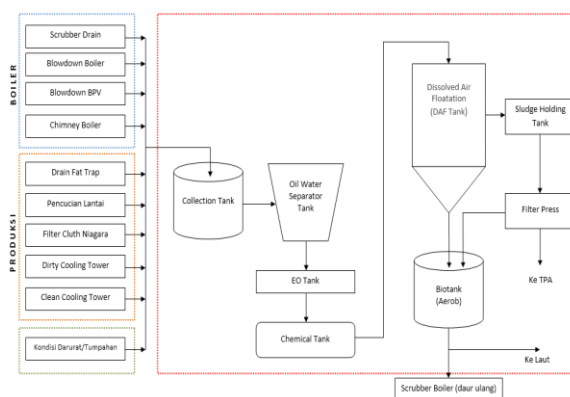 BOILER
Scrubber Drain
Blowdown Boiler
Blowdown BPV
Chimney Boiler
PRODUKSI
Drain Fat Trap
Pencucian Lantai
Filter Cluth Niagara
Dirty Cooling Tower
Clean Cooling Tower
Kondisi Darurat/Tumpahan
Collection Tank
Oil Water
Separator
Tank
EO Tank
Chemical Tank
Dissolved Air
Floatation
(DAF Tank)
Sludge Holding
Tank
Filter Press
Ke TPA
Biotank
(Aerob)
Ke Laut
Scrubber Boiler (daur ulang)